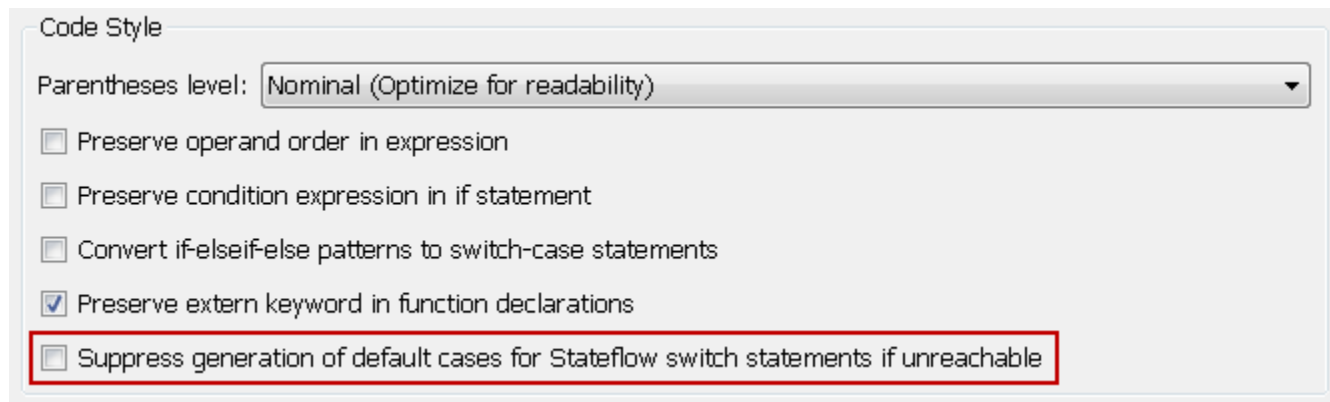 Code Style
Parentheses level: Nominal (Optimize for readability)
Preserve operand order in expression
Preserve condition expression in if statement
Convert if-elseif-else patterns to switch-case statements
Preserve extern keyword in function declarations
Suppress generation of default cases for Stateflow switch statements if unreachable